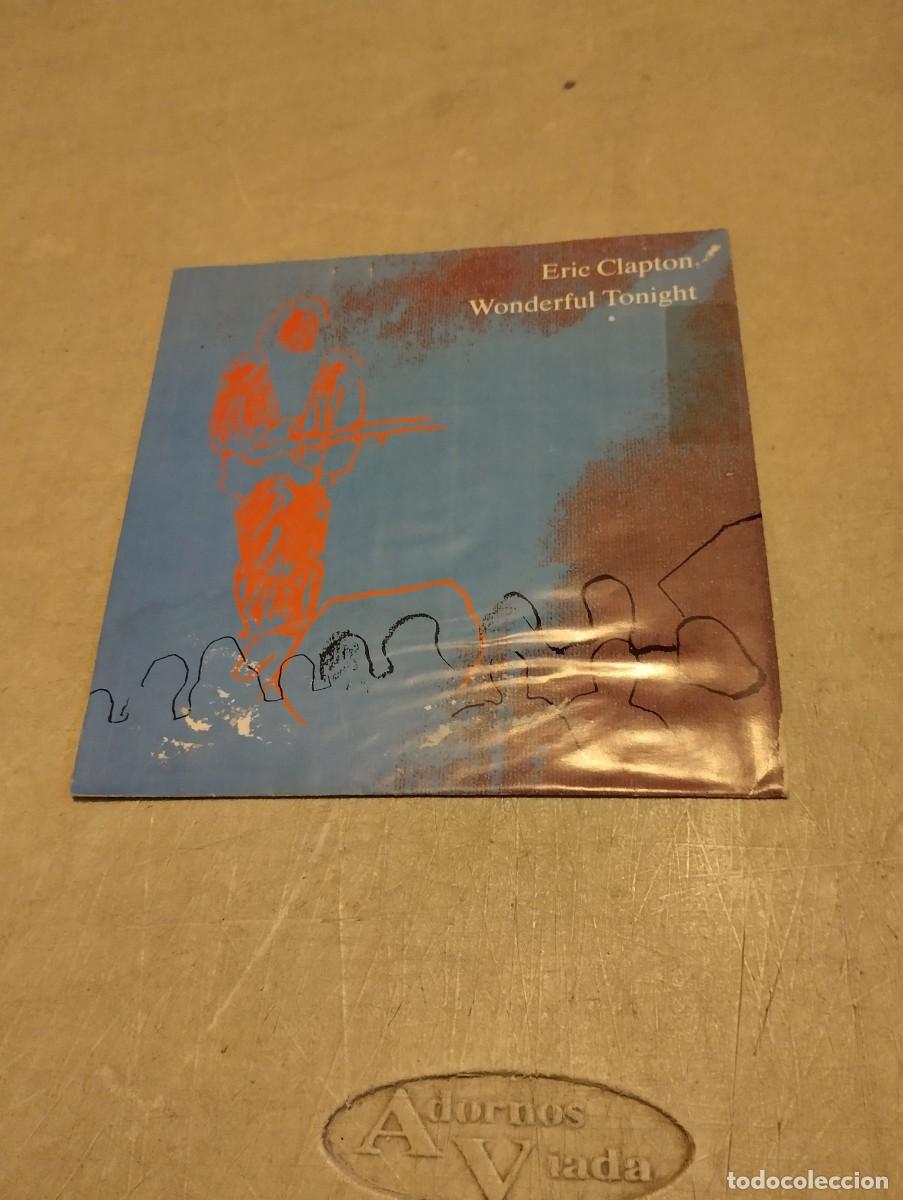 Eric Clapton
Wonderful Tonight
Adornos
Viada
todocoleccion